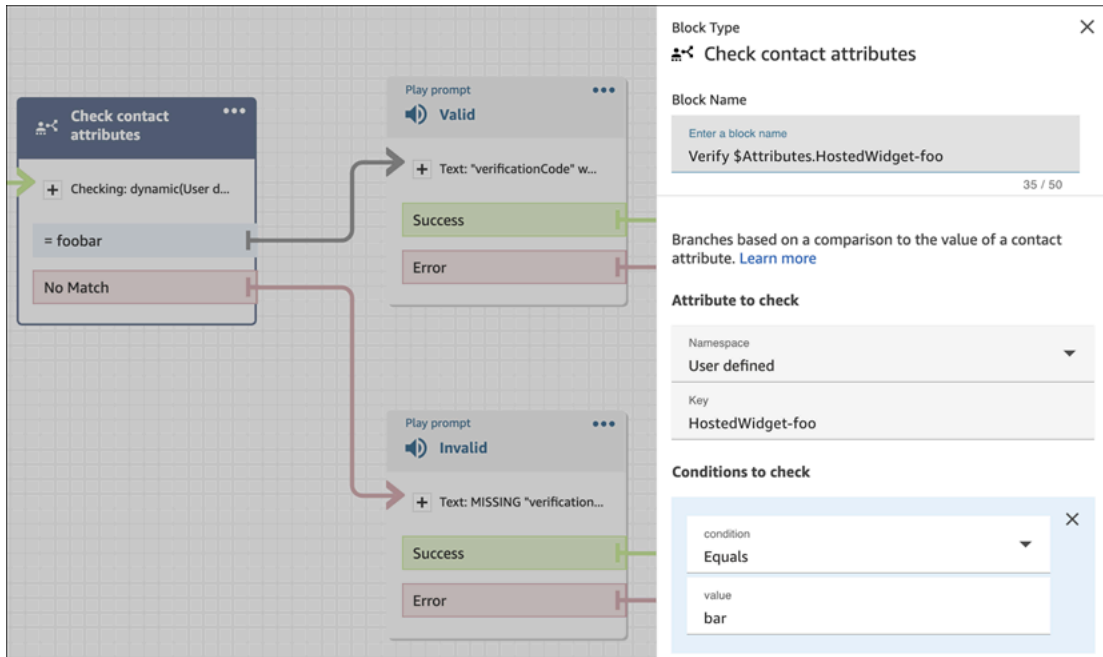 Check contact
attributes
Checking: dynamic(User d...
= foobar
No Match
Play prompt
Valid
Text: "verificationCode" w...
Success
Error
Play prompt
Invalid
Text: MISSING "verification...
Success
Error
Block Type
Check contact attributes
Block Name
Enter a block name
Verify $Attributes.HostedWidget-foo
35 / 50
Branches based on a comparison to the value of a contact
attribute. Learn more
Attribute to check
Namespace
User defined
Key
HostedWidget-foo
Conditions to check
condition
Equals
value
bar